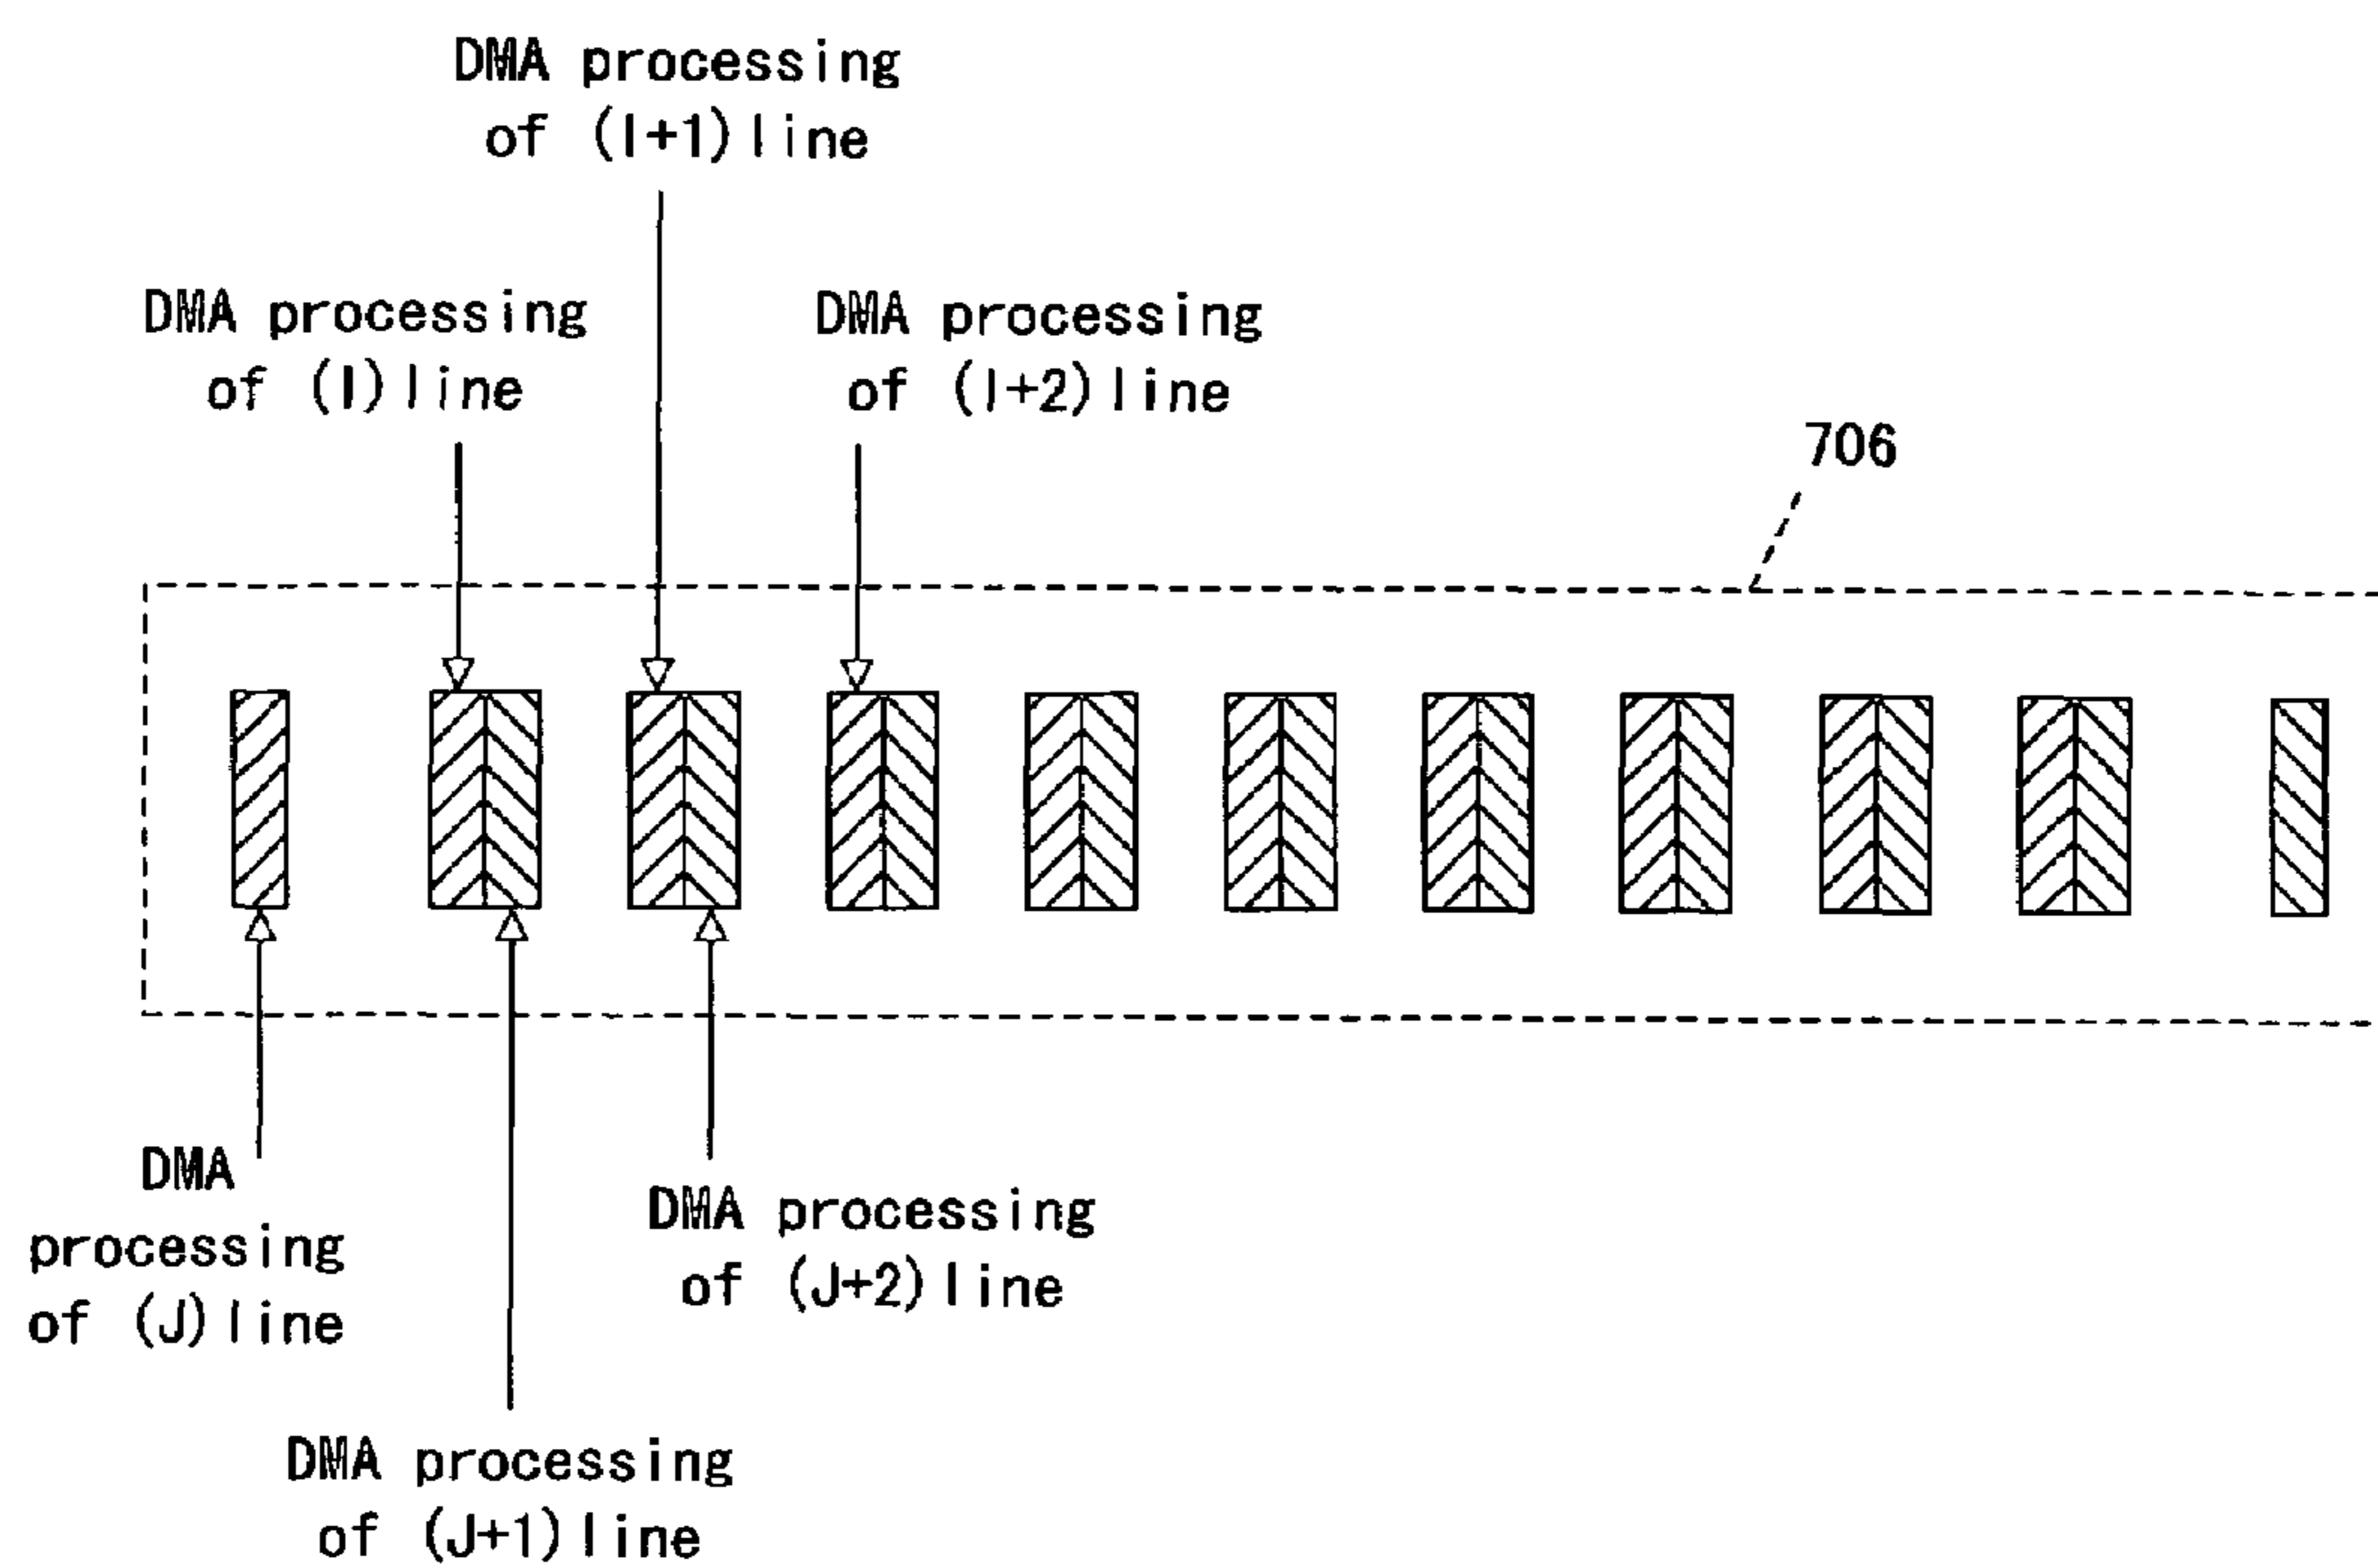 DMA processing
of (I+1)line
DMA processing
of (I)line
DMA processing
of (I+2)line
706
DMA
processing
of (J)line
DMA processing
of (J+2)line
DMA processing
of (J+1)line